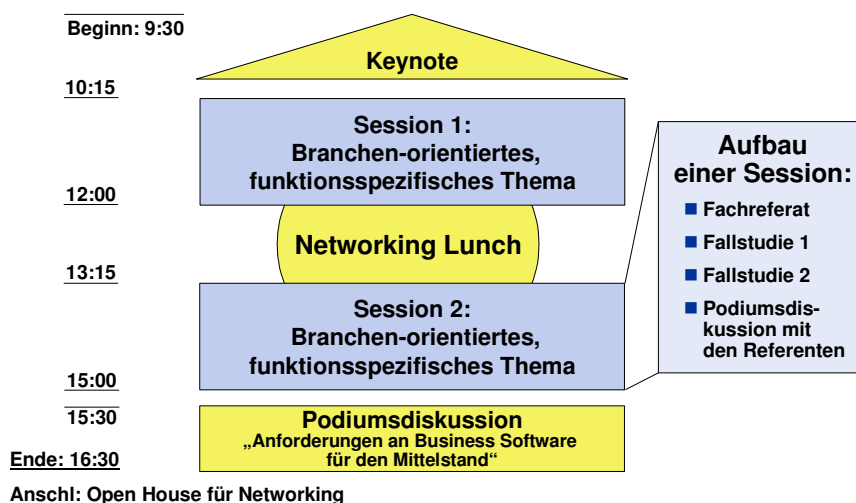 Beginn: 9:30
Keynote
10:15
Session 1:
Branchen-orientiertes,
funktionsspezifisches Thema
12:00
Networking Lunch
13:15
Session 2:
Branchen-orientiertes,
funktionsspezifisches Thema
15:00
15:30
Podiumsdiskussion
„Anforderungen an Business Software
für den Mittelstand“
Ende: 16:30
Anschl: Open House für Networking
Aufbau
einer Session:
Fachreferat
Fallstudie 1
Fallstudie 2
Podiumsdis-
kussion mit
den Referenten